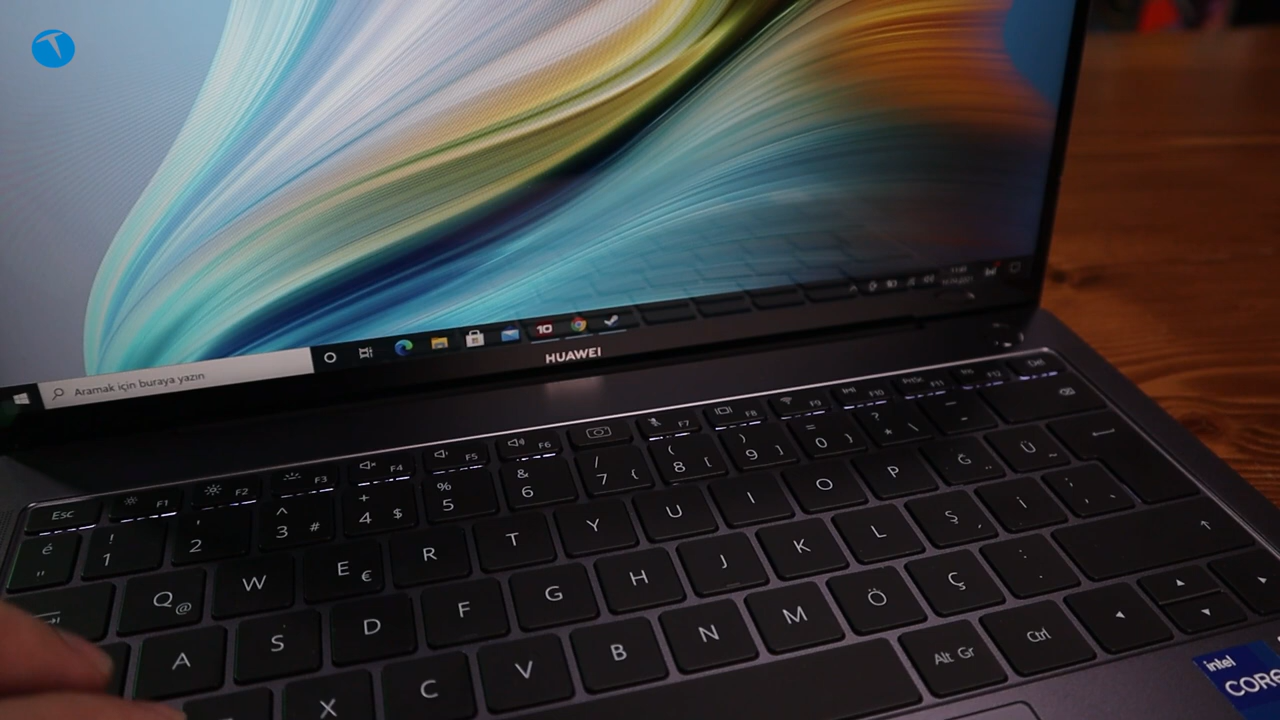 T
Aramak için buraya yazın
10
HUAWEI
Esc F1 F2 F3 F4 F5 F6 F7 F8 F9 F10 PrtSc F11 F12 Del
é " ! 1 ' 2 ^ 3 # + 4 $ % 5 & 6 / 7 { ( 8 [ ) 9 ] = 0 } ? * \ _ -
Q @ W E € R T Y U I O P Ğ ¨ Ü ~
A S D F G H J K L Ş ´ İ ; , `
X C V B N M Ö Ç : .
Alt Gr Ctrl
intel
CORE